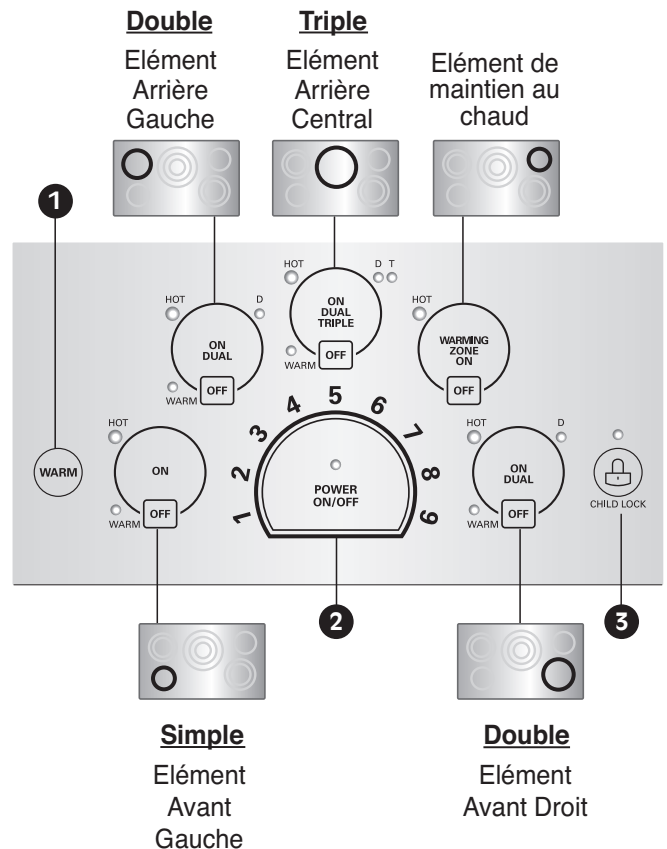 Double
Elément
Arrière
Gauche
Triple
Elément
Arrière
Central
Elément de
maintien au
chaud
1
HOT
D
ON
DUAL
OFF
WARM
HOT
D T
ON
DUAL
TRIPLE
OFF
WARM
HOT
WARMING
ZONE
ON
OFF
WARM
HOT
ON
OFF
WARM
1 2 3 4 5 6 7 8 9
POWER
ON/OFF
HOT
D
ON
DUAL
OFF
WARM
CHILD LOCK
2
3
Simple
Elément
Avant
Gauche
Double
Elément
Avant Droit